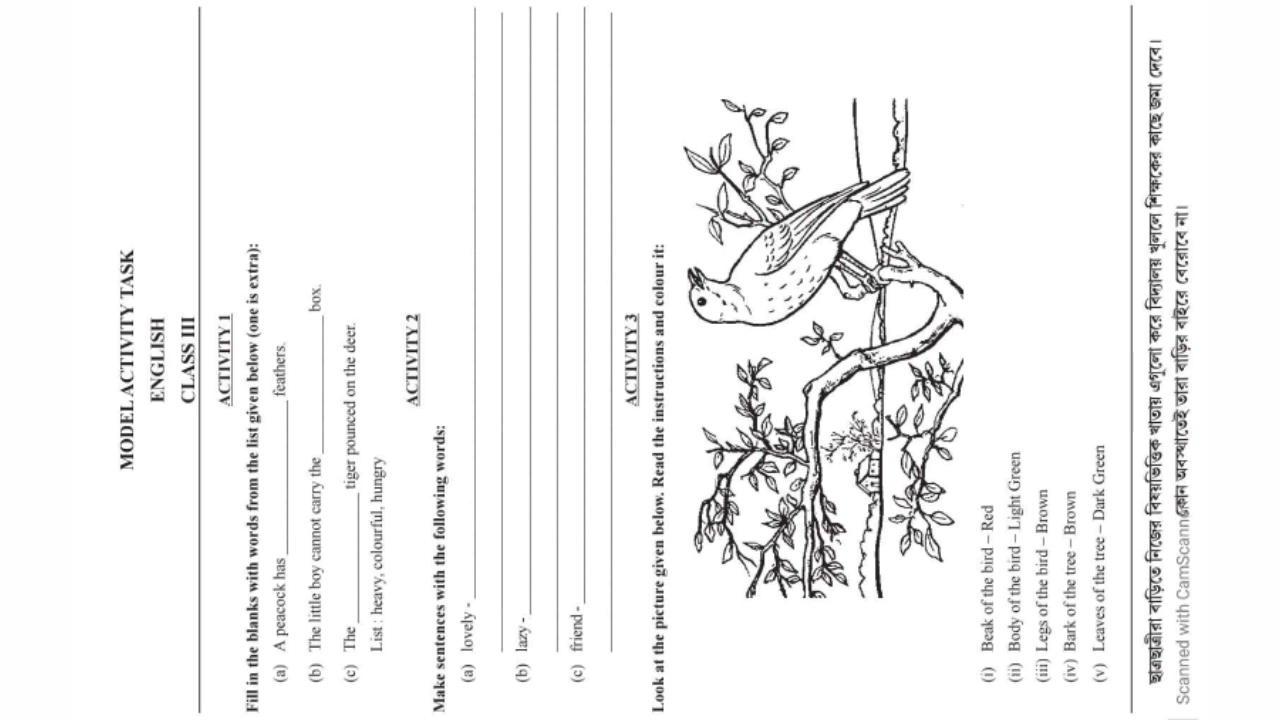 MODEL ACTIVITY TASK
ENGLISH
CLASS III
ACTIVITY 1
Fill in the blanks with words from the list given below (one is extra):
(a) A peacock has ____________ feathers.
(b) The little boy cannot carry the ____________ box.
(c) The ____________ tiger pounced on the deer.
List : heavy, colourful, hungry
ACTIVITY 2
Make sentences with the following words:
(a) lovely -
(b) lazy -
(c) friend -
ACTIVITY 3
Look at the picture given below. Read the instructions and colour it:
(i) Beak of the bird – Red
(ii) Body of the bird – Light Green
(iii) Legs of the bird – Brown
(iv) Bark of the tree – Brown
(v) Leaves of the tree – Dark Green
ছাত্রছাত্রীরা বাড়িতে নিজের বিষয়ভিত্তিক খাতায় এগুলো করে বিদ্যালয় খুললে শিক্ষকের কাছে জমা দেবে।
Scanned with CamScanner কোন অবস্থাতেই তারা বাড়ির বাইরে বেরোবে না।